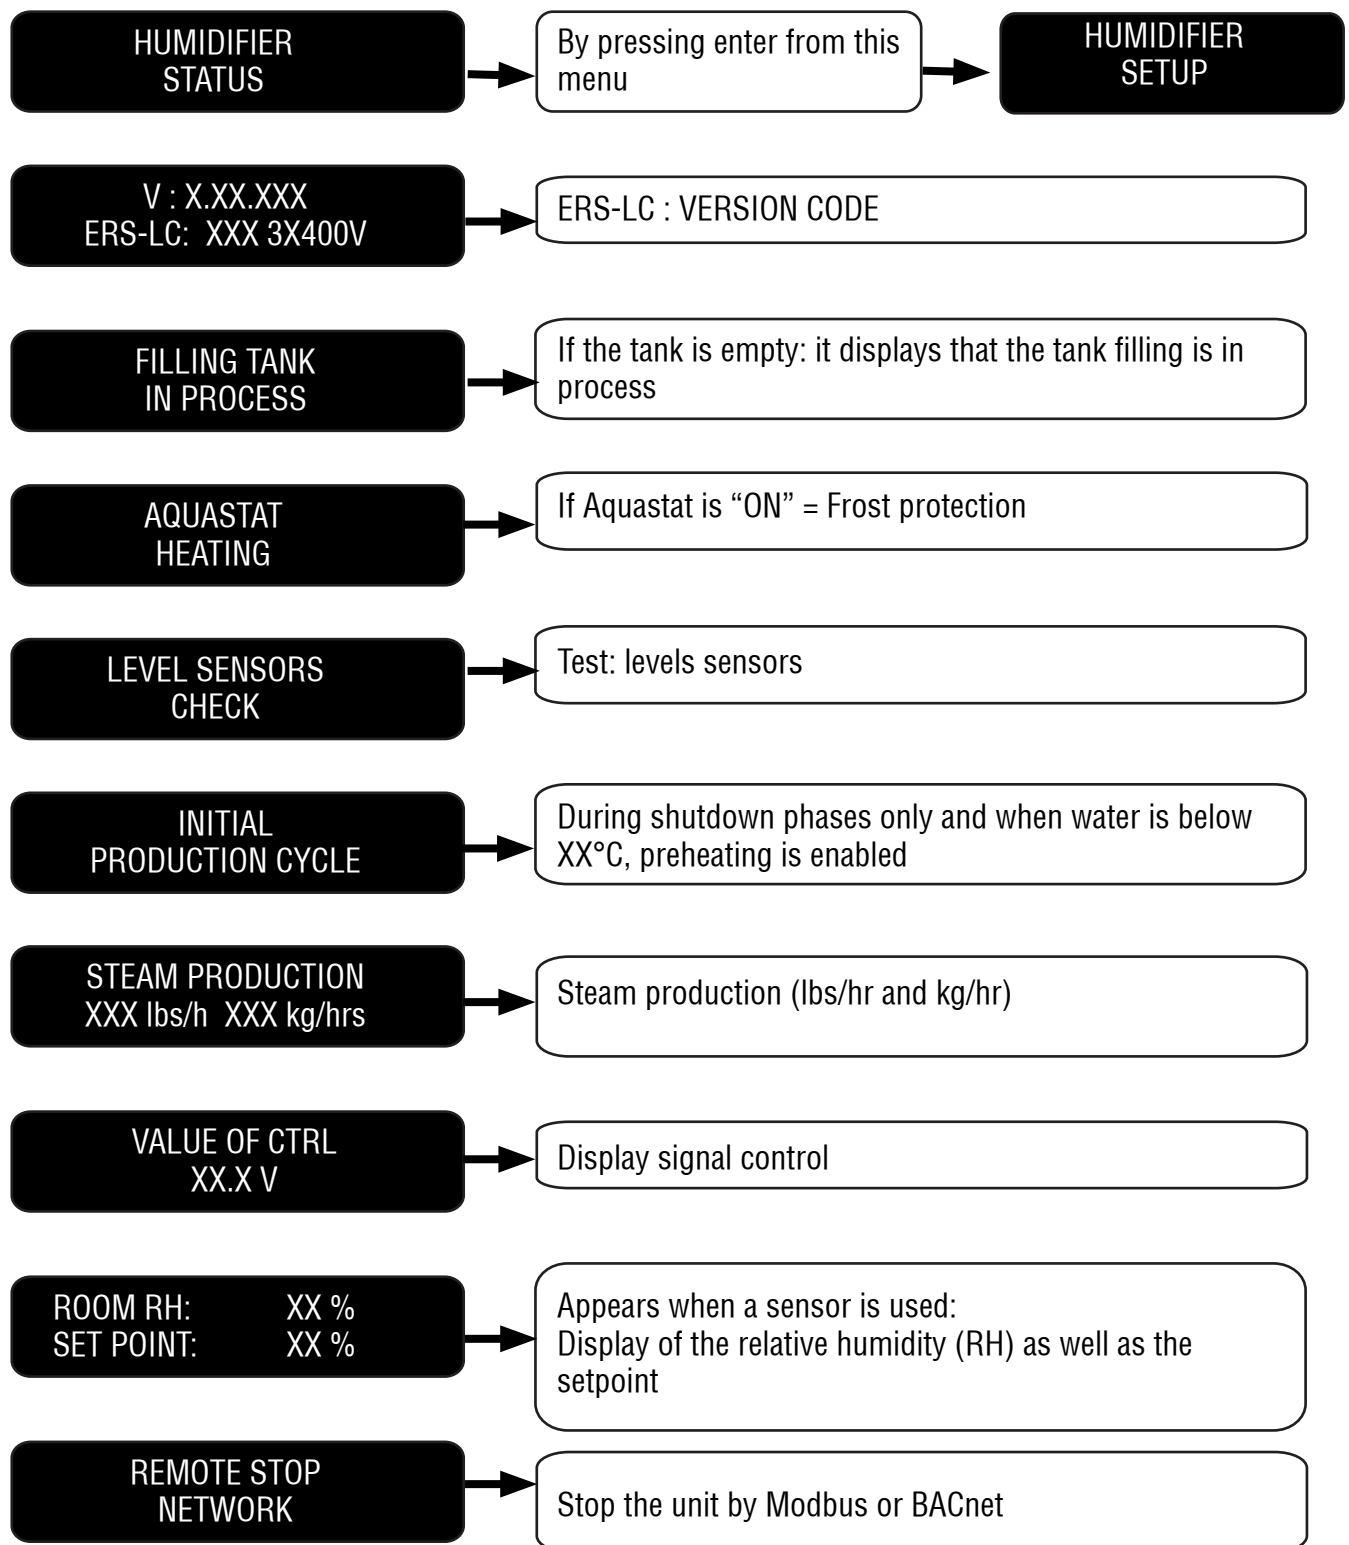 HUMIDIFIER
STATUS
By pressing enter from this
menu
HUMIDIFIER
SETUP
V : X.XX.XXX
ERS-LC: XXX 3X400V
ERS-LC : VERSION CODE
FILLING TANK
IN PROCESS
If the tank is empty: it displays that the tank filling is in
process
AQUASTAT
HEATING
If Aquastat is “ON” = Frost protection
LEVEL SENSORS
CHECK
Test: levels sensors
INITIAL
PRODUCTION CYCLE
During shutdown phases only and when water is below
XX°C, preheating is enabled
STEAM PRODUCTION
XXX lbs/h XXX kg/hrs
Steam production (lbs/hr and kg/hr)
VALUE OF CTRL
XX.X V
Display signal control
ROOM RH: XX %
SET POINT: XX %
Appears when a sensor is used:
Display of the relative humidity (RH) as well as the
setpoint
REMOTE STOP
NETWORK
Stop the unit by Modbus or BACnet